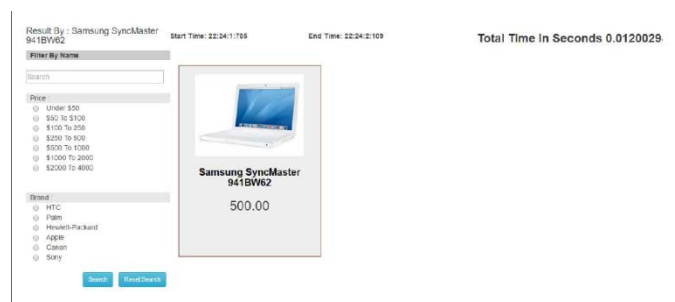 Result By : Samsung SyncMaster
941BW62
Start Time: 22:24:1:785
End Time: 22:24:2:109
Total Time In Seconds 0.0120029
Filter By Name
Search
Price :
Under $50
$50 To $100
$100 To 250
$250 To 500
$500 To 1000
$1000 To 2000
$2000 To 4000
Brand :
HTC
Palm
Hewlett-Packard
Apple
Canon
Sony
Search
Reset Search
Samsung SyncMaster
941BW62
500.00